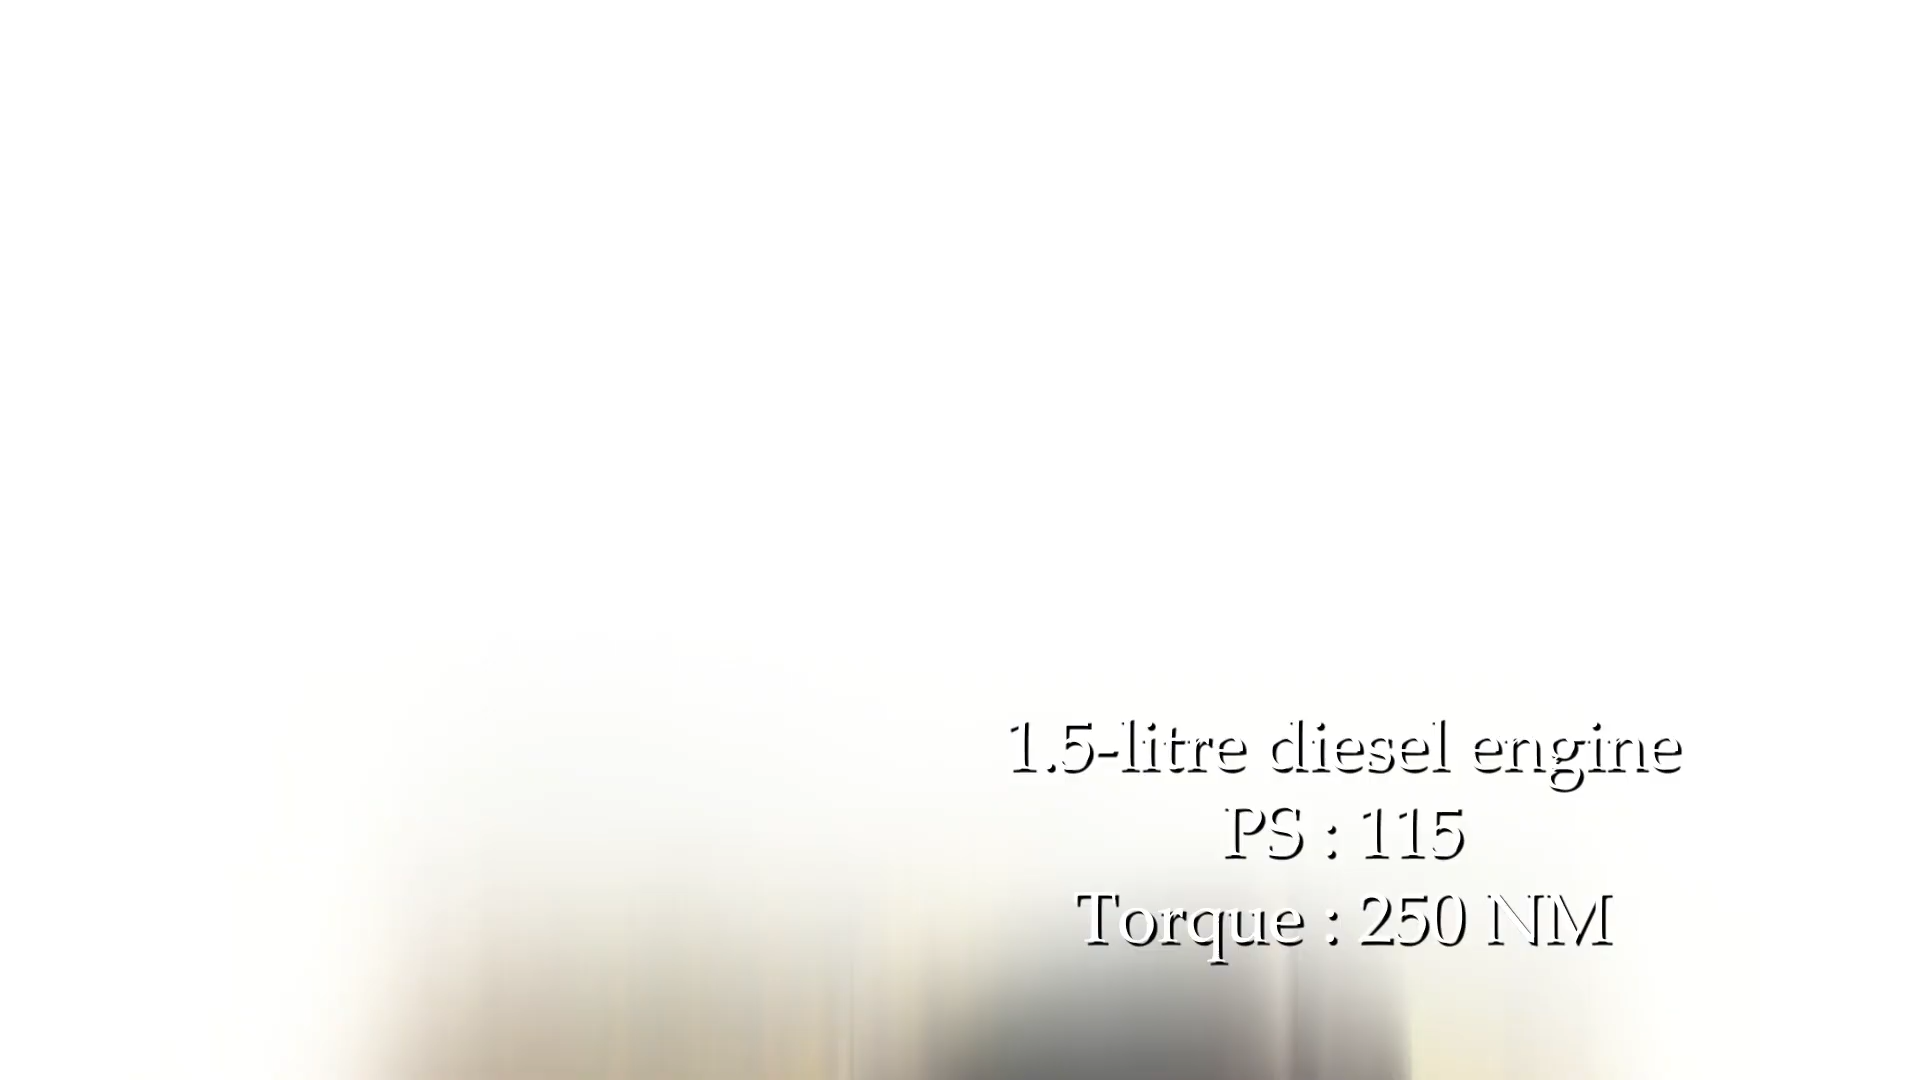 1.5-litre diesel engine
PS : 115
Torque : 250 NM